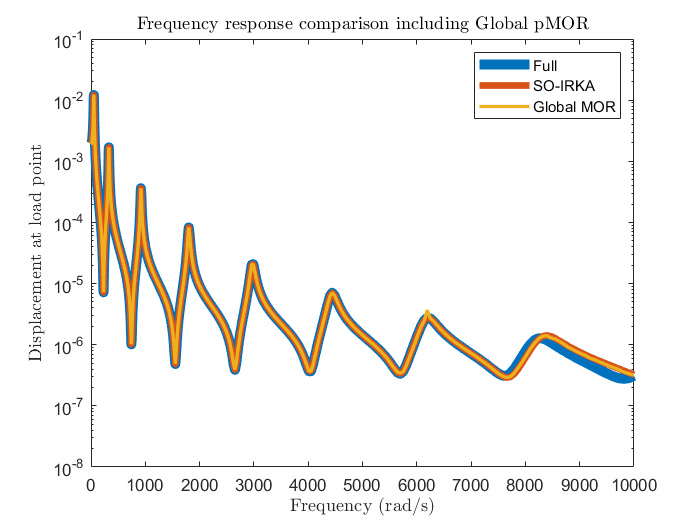 Frequency response comparison including Global pMOR
10^-1
10^-2
10^-3
10^-4
10^-5
10^-6
10^-7
10^-8
Displacement at load point
Full
SO-IRKA
Global MOR
0 1000 2000 3000 4000 5000 6000 7000 8000 9000 10000
Frequency (rad/s)